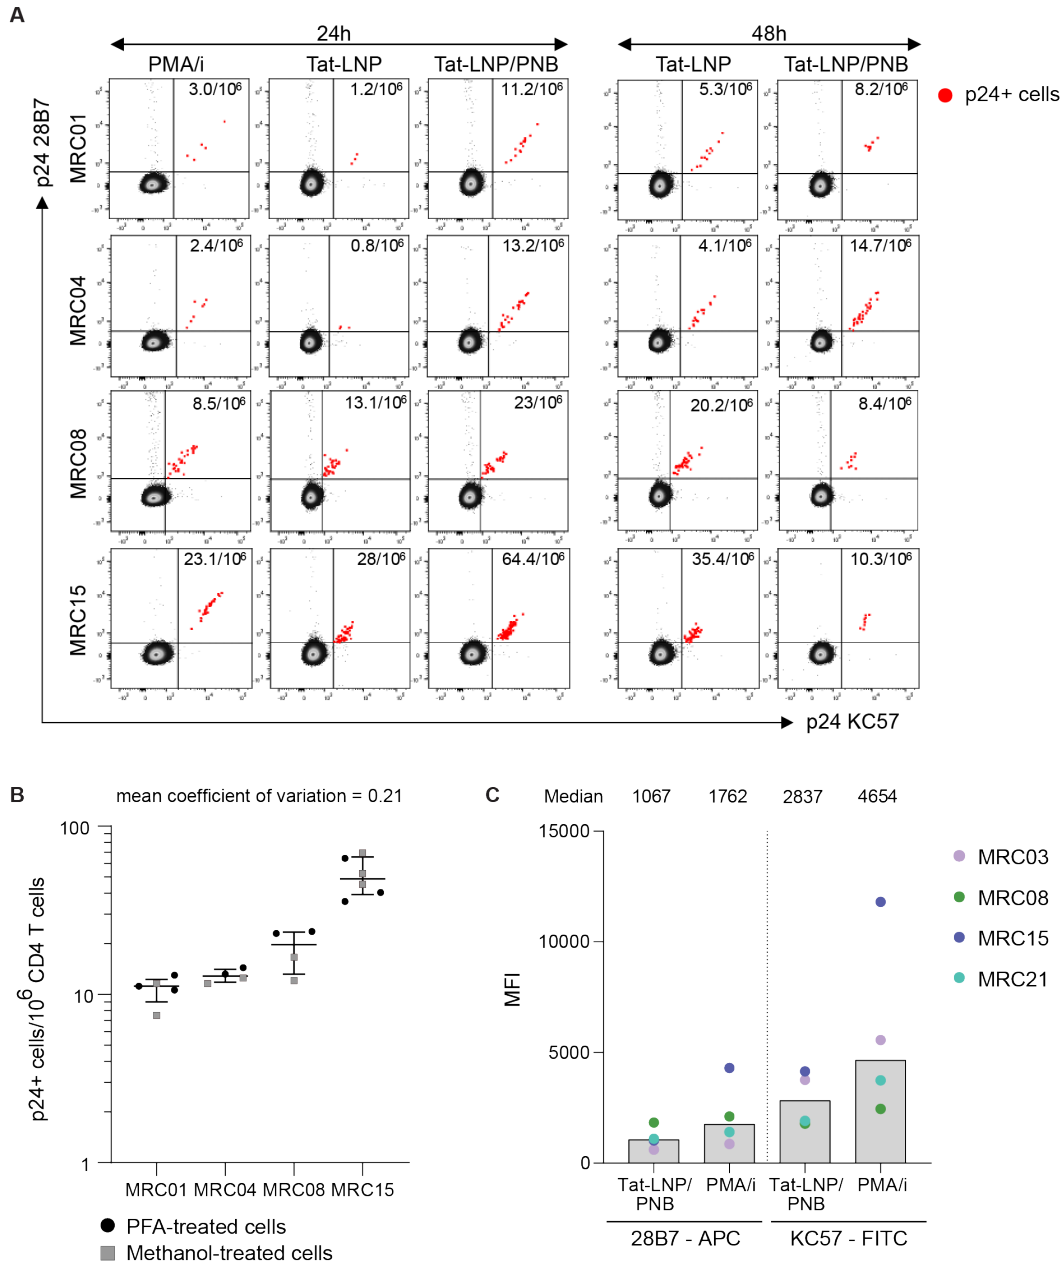 A
24h
48h
PMA/i
Tat-LNP
Tat-LNP/PNB
Tat-LNP
Tat-LNP/PNB
p24+ cells
p24 28B7
MRC01
3.0/10⁶
1.2/10⁶
11.2/10⁶
5.3/10⁶
8.2/10⁶
MRC04
2.4/10⁶
0.8/10⁶
13.2/10⁶
4.1/10⁶
14.7/10⁶
MRC08
8.5/10⁶
13.1/10⁶
23/10⁶
20.2/10⁶
8.4/10⁶
MRC15
23.1/10⁶
28/10⁶
64.4/10⁶
35.4/10⁶
10.3/10⁶
p24 KC57
B
mean coefficient of variation = 0.21
p24+ cells/10⁶ CD4 T cells
100
10
1
MRC01 MRC04 MRC08 MRC15
PFA-treated cells
Methanol-treated cells
C
Median 1067 1762 2837 4654
MFI
15000
10000
5000
0
Tat-LNP/
PNB
PMA/i
Tat-LNP/
PNB
PMA/i
28B7 - APC
KC57 - FITC
MRC03
MRC08
MRC15
MRC21